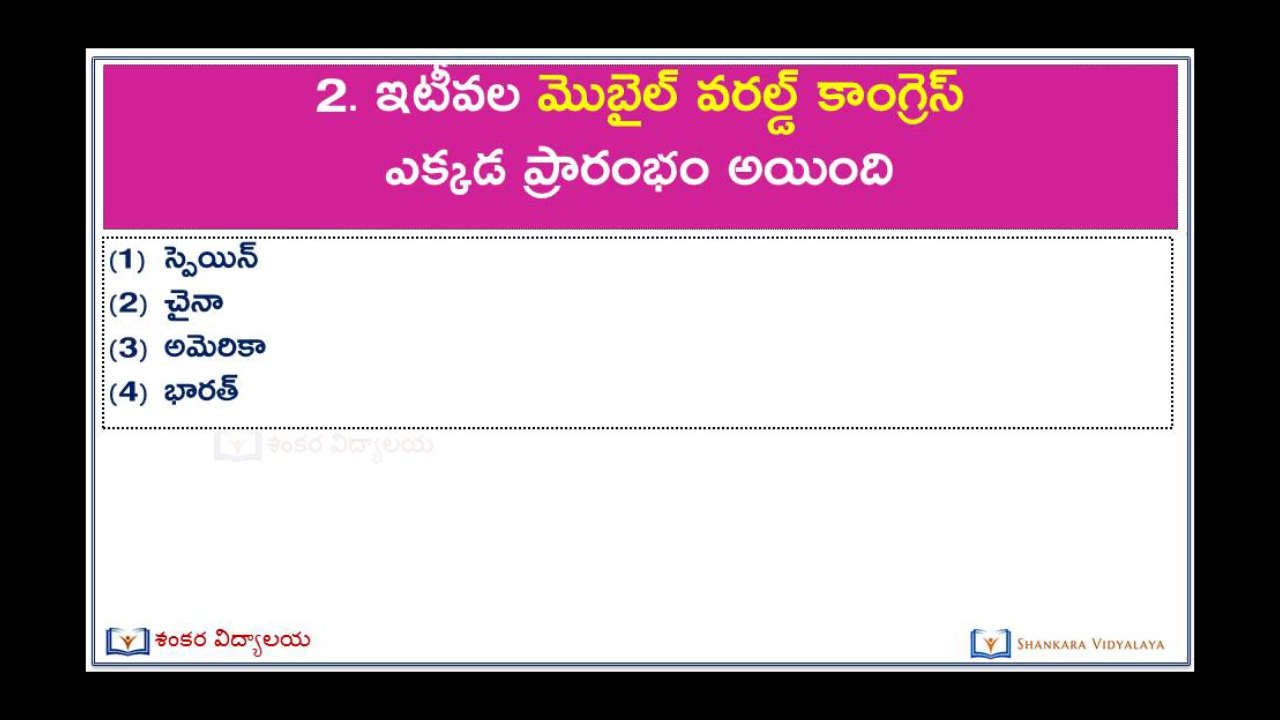 2. ఇటీవల మొబైల్ వరల్డ్ కాంగ్రెస్
ఎక్కడ ప్రారంభం అయింది
(1) స్పెయిన్
(2) చైనా
(3) అమెరికా
(4) భారత్
శంకర విద్యాలయ
శంకర విద్యాలయ
SHANKARA VIDYALAYA